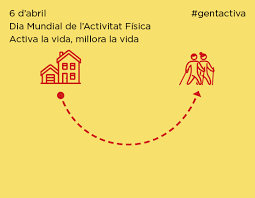 6 d'abril
#gentactiva
Dia Mundial de l'Activitat Física
Activa la vida, millora la vida